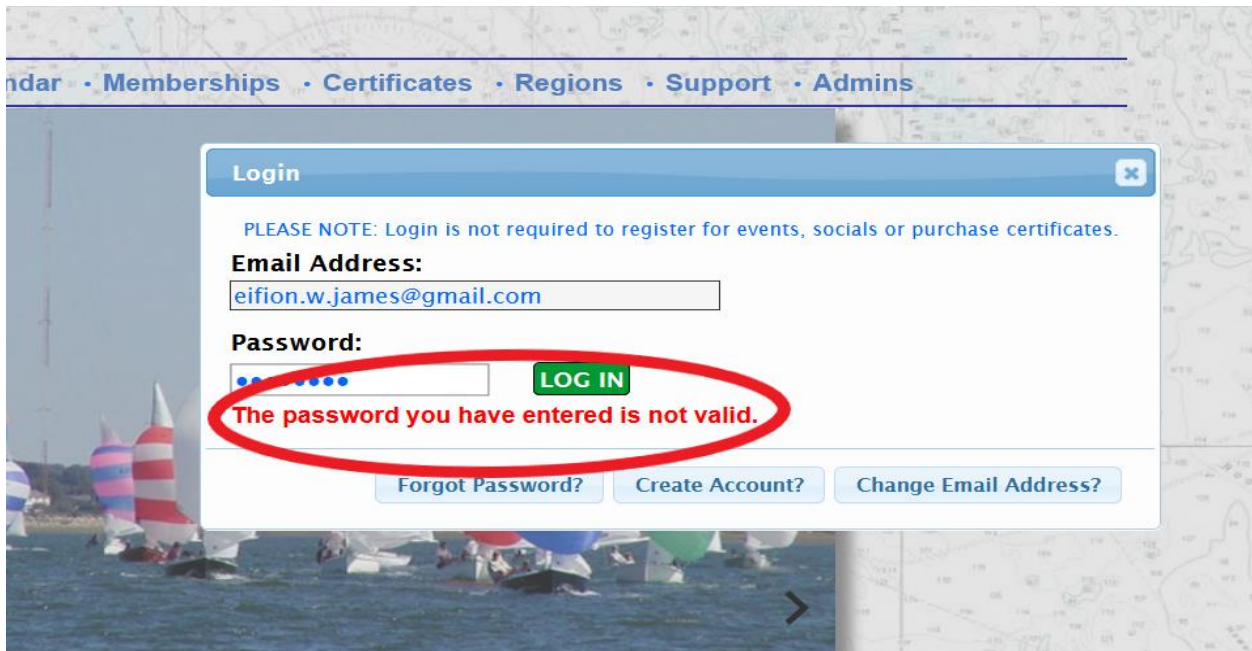 ndar · Memberships · Certificates · Regions · Support · Admins
Login
PLEASE NOTE: Login is not required to register for events, socials or purchase certificates.
Email Address:
eifion.w.james@gmail.com
Password:
LOG IN
The password you have entered is not valid.
Forgot Password? Create Account? Change Email Address?